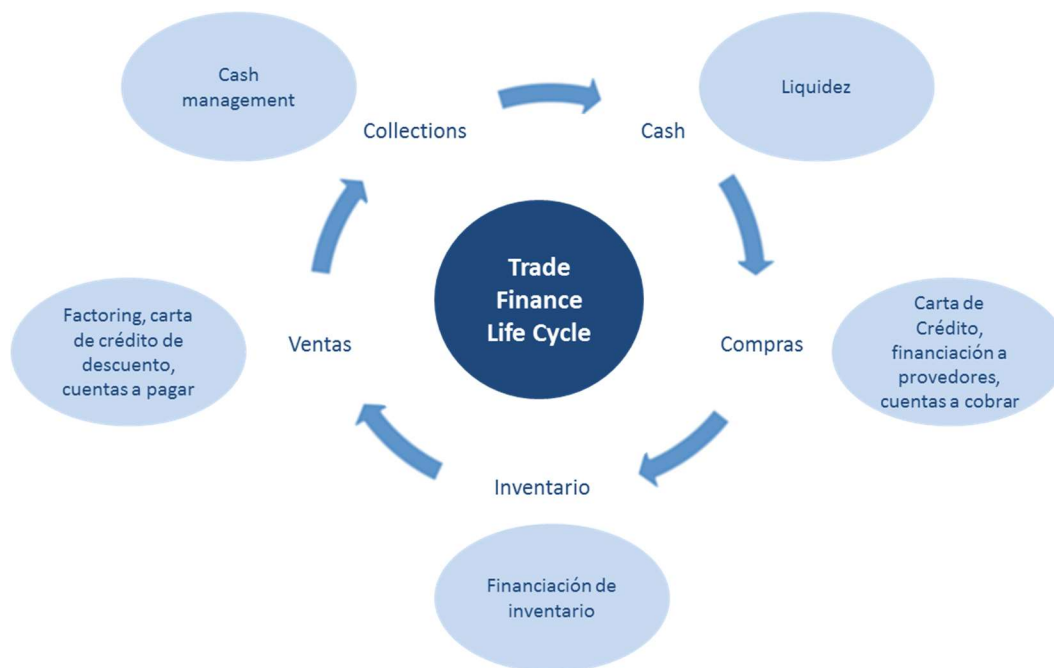 Cash
management
Liquidez
Collections
Cash
Trade
Finance
Life Cycle
Factoring, carta
de crédito de
descuento,
cuentas a pagar
Ventas
Compras
Carta de
Crédito,
financiación a
provedores,
cuentas a cobrar
Inventario
Financiación de
inventario